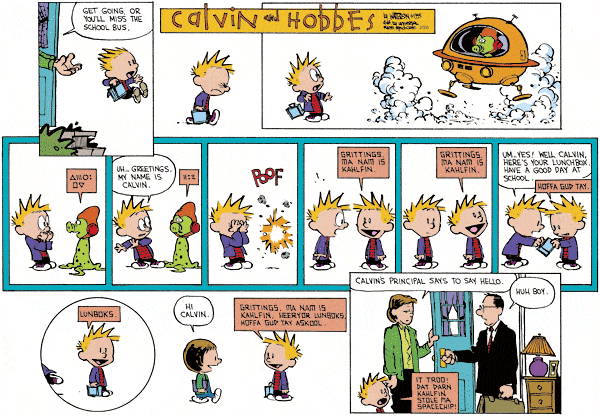 GET GOING, OR
YOU'LL MISS THE
SCHOOL BUS.
Calvin and Hobbes
by WATTERSON
UH... GREETINGS.
MY NAME IS
CALVIN.
POOF
GRITTINGS.
MA NAM IS
KAHLFIN.
GRITTINGS.
MA NAM IS
KAHLFIN.
UM...YES! WELL CALVIN,
HERE'S YOUR LUNCHBOX.
HAVE A GOOD DAY AT
SCHOOL.
HOFFA GUD TAY.
LUNBOKS.
HI
CALVIN.
GRITTINGS. MA NAM IS
KAHLFIN. HEERYOR LUNBOKS.
HOFFA GUD TAY ASKOOL.
CALVIN'S PRINCIPAL SAYS TO SAY HELLO.
HUH BOY.
IT TROO!
DAT DARN
KAHLFIN
STOLE MA
SPACECHIP!